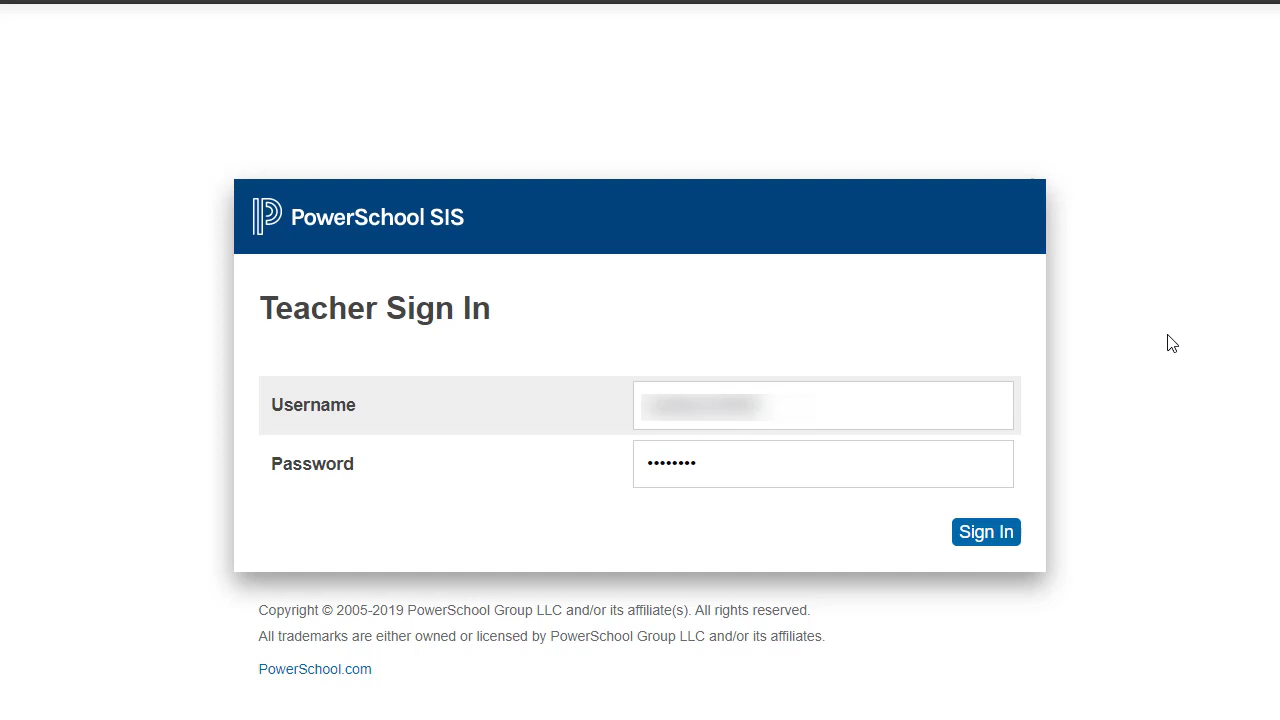 PowerSchool SIS
Teacher Sign In
Username
Password
••••••••
Sign In
Copyright © 2005-2019 PowerSchool Group LLC and/or its affiliate(s). All rights reserved.
All trademarks are either owned or licensed by PowerSchool Group LLC and/or its affiliates.
PowerSchool.com